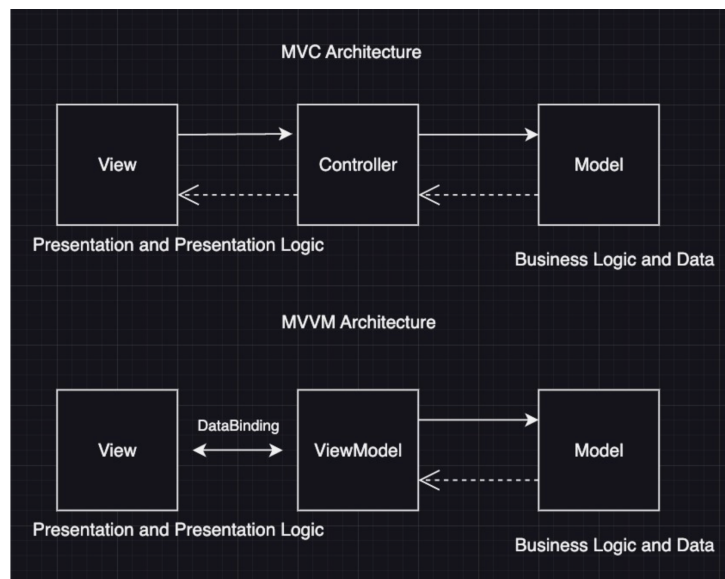 MVC Architecture
View
Controller
Model
Presentation and Presentation Logic
Business Logic and Data
MVVM Architecture
DataBinding
View
ViewModel
Model
Presentation and Presentation Logic
Business Logic and Data